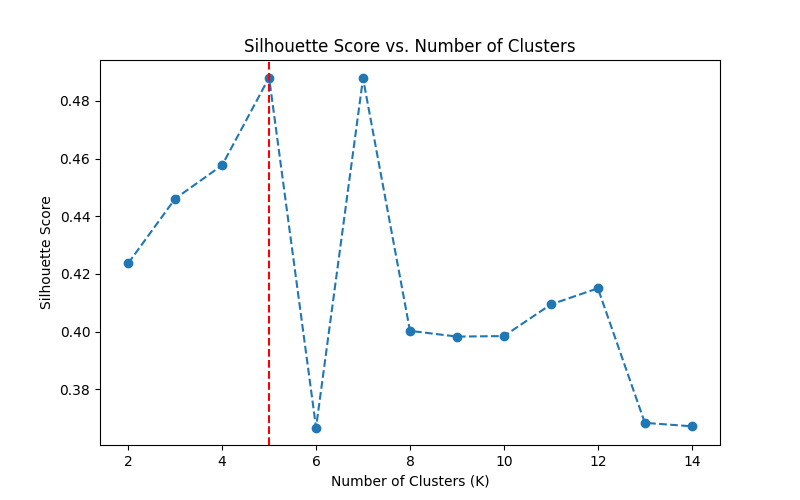 Silhouette Score vs. Number of Clusters
Silhouette Score
0.48
0.46
0.44
0.42
0.40
0.38
2 4 6 8 10 12 14
Number of Clusters (K)